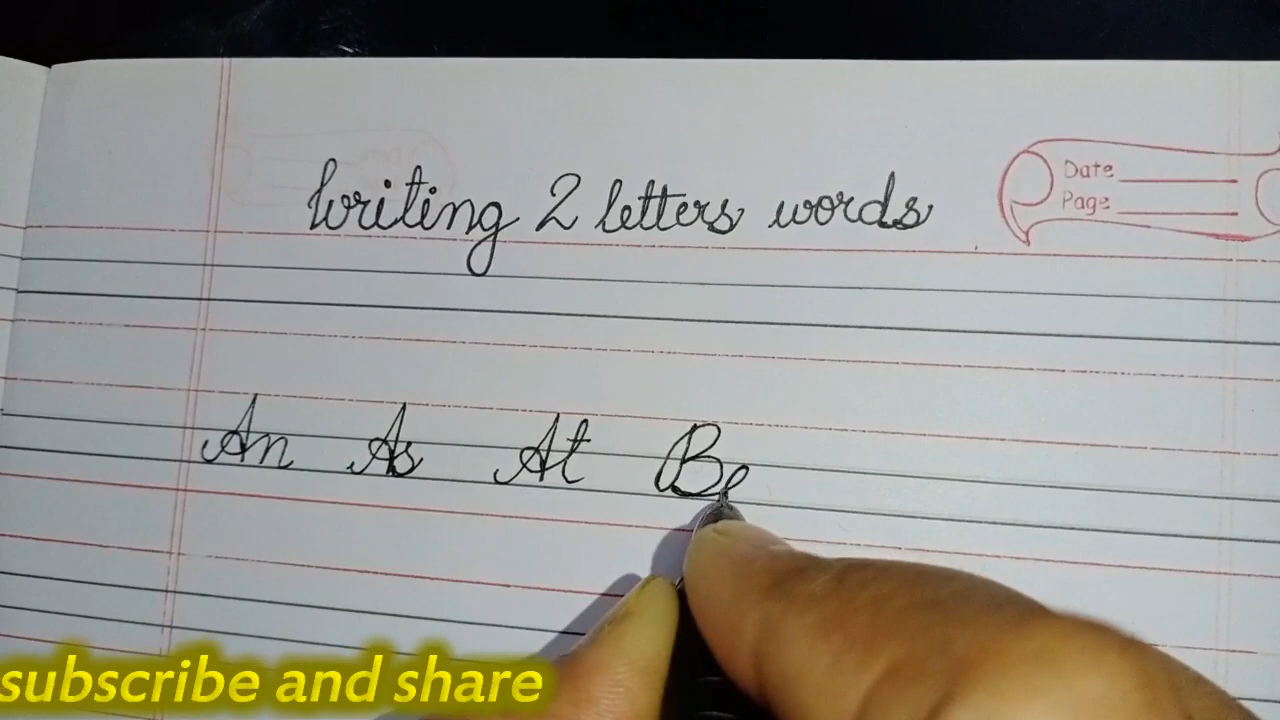 Writing 2 letters words
Date
Page
An As At Be
subscribe and share